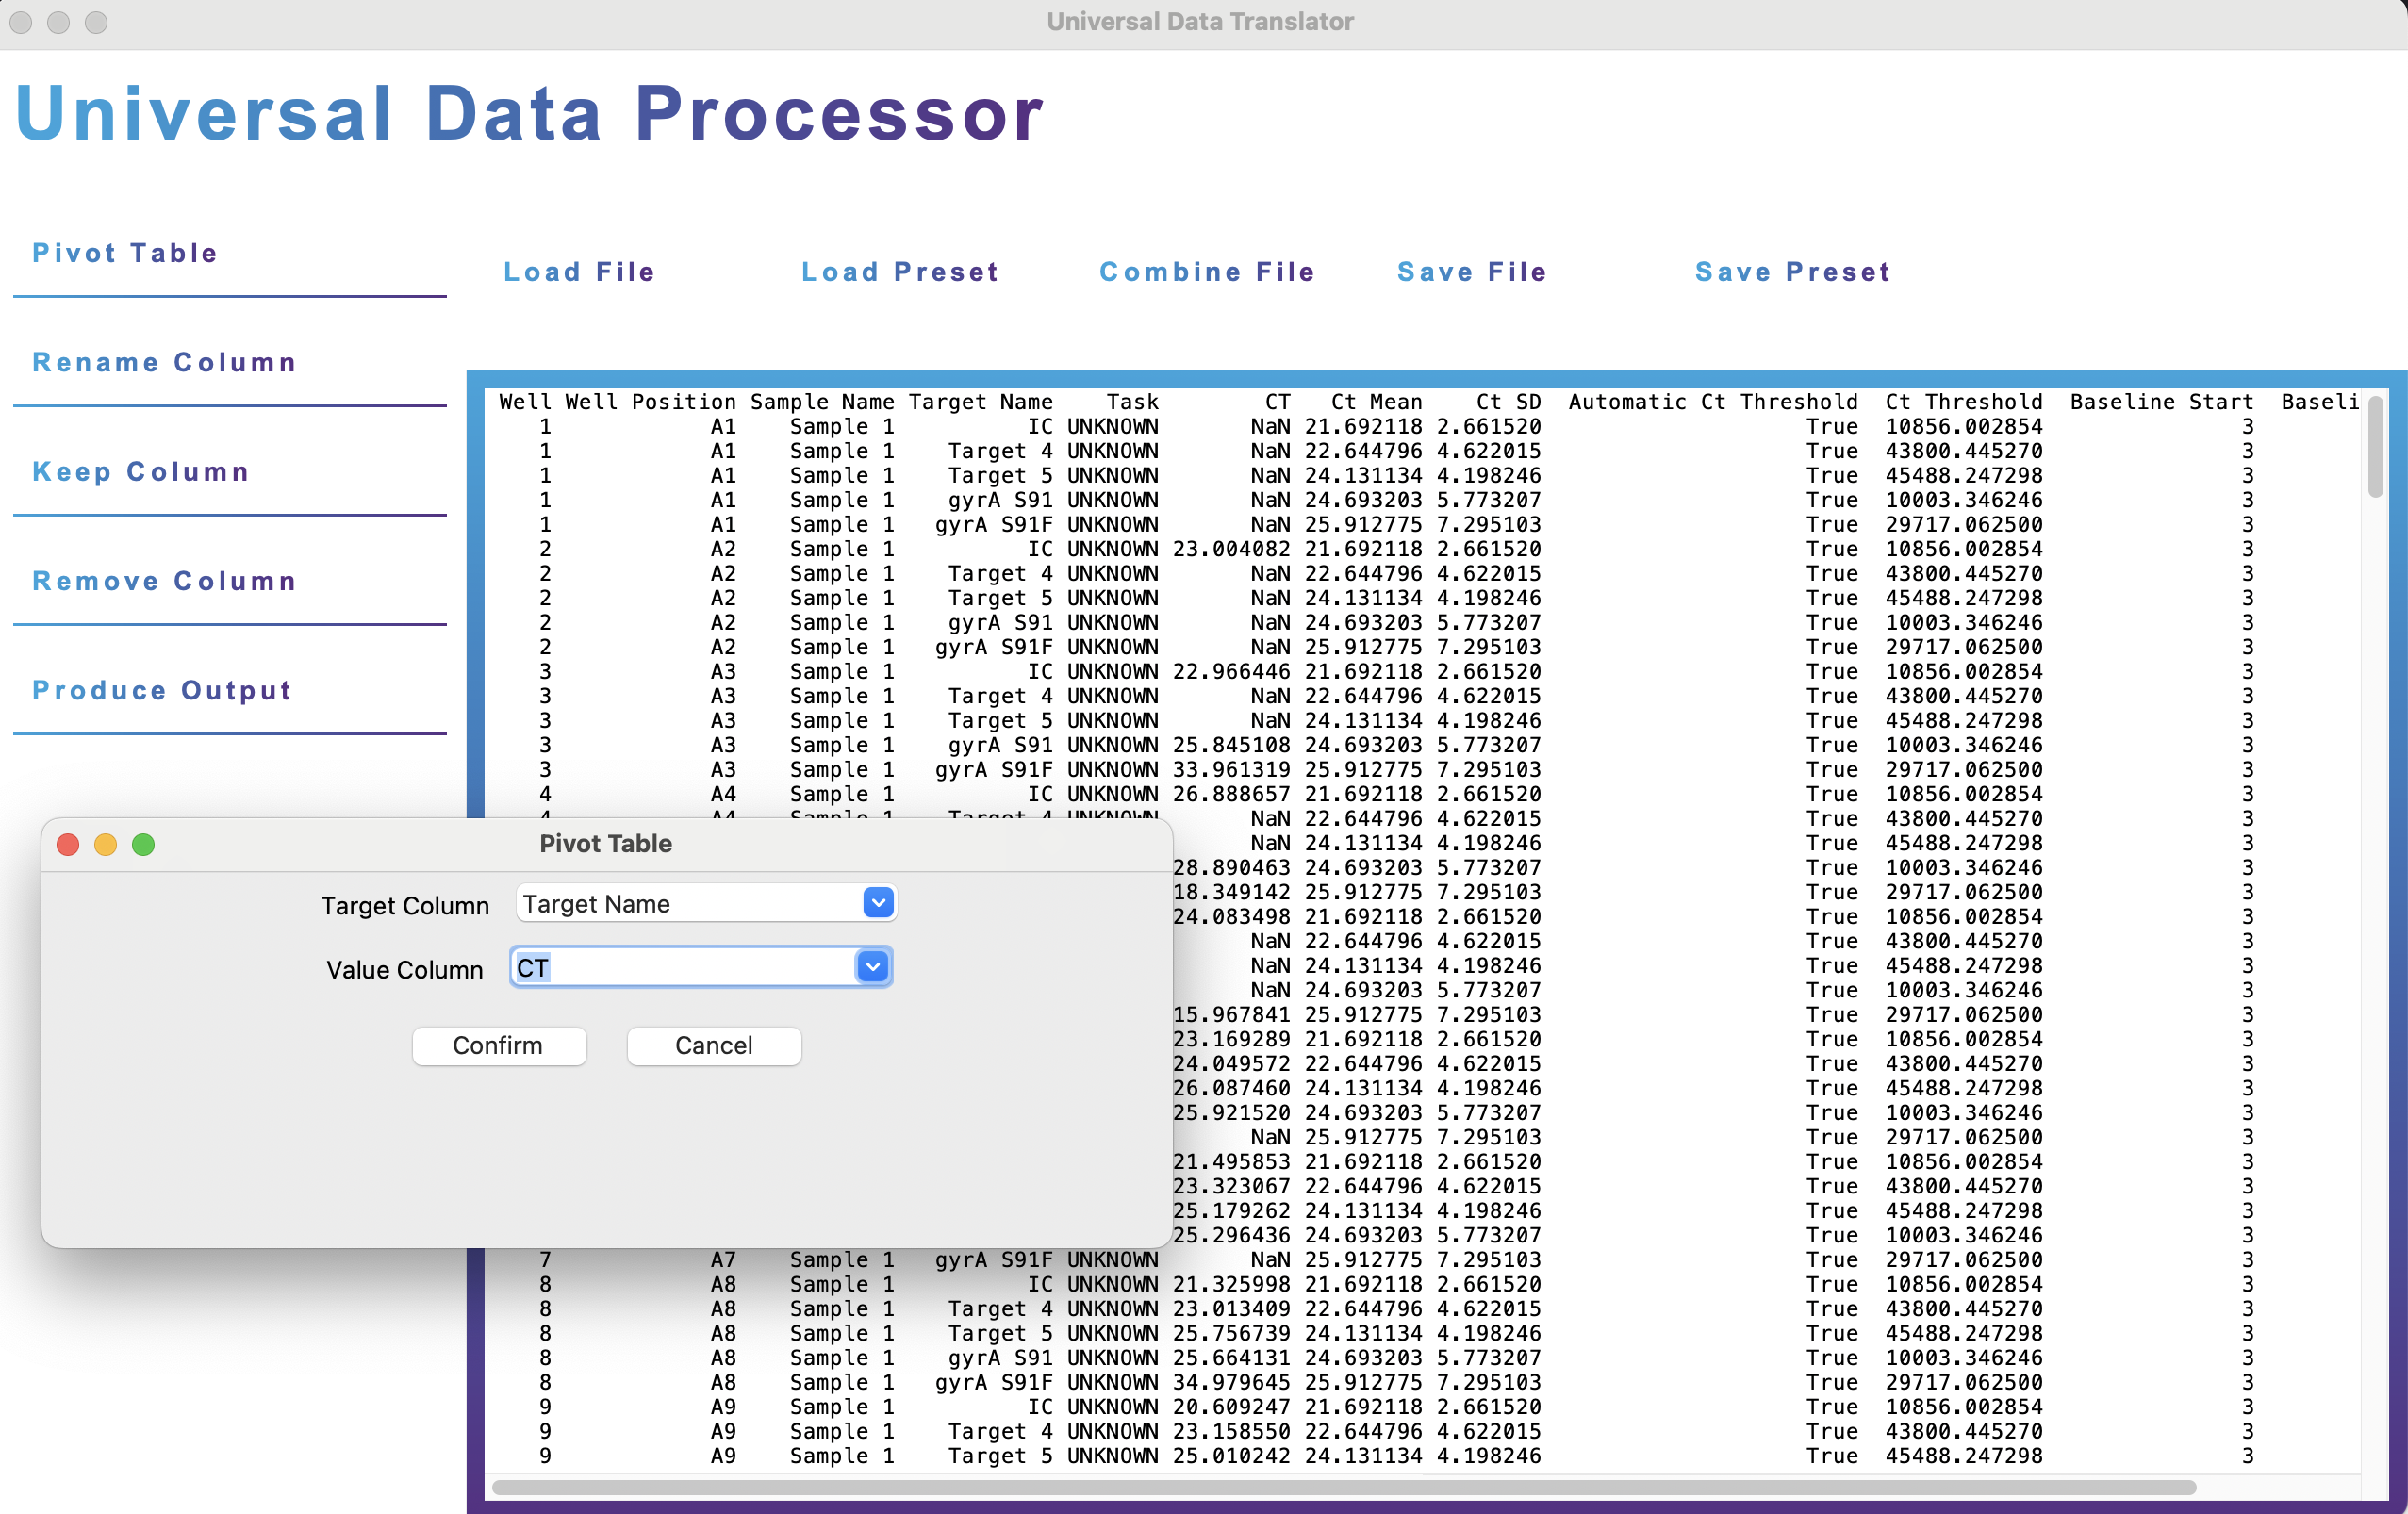 Universal Data Translator
Universal Data Processor
Pivot Table
Rename Column
Keep Column
Remove Column
Produce Output
Load File Load Preset Combine File Save File Save Preset
Well Well Position Sample Name Target Name Task CT Ct Mean Ct SD Automatic Ct Threshold Ct Threshold Baseline Start Baseli
1 A1 Sample 1 IC UNKNOWN NaN 21.692118 2.661520 True 10856.002854 3
1 A1 Sample 1 Target 4 UNKNOWN NaN 22.644796 4.622015 True 43800.445270 3
1 A1 Sample 1 Target 5 UNKNOWN NaN 24.131134 4.198246 True 45488.247298 3
1 A1 Sample 1 gyrA S91 UNKNOWN NaN 24.693203 5.773207 True 10003.346246 3
1 A1 Sample 1 gyrA S91F UNKNOWN NaN 25.912775 7.295103 True 29717.062500 3
2 A2 Sample 1 IC UNKNOWN 23.004082 21.692118 2.661520 True 10856.002854 3
2 A2 Sample 1 Target 4 UNKNOWN NaN 22.644796 4.622015 True 43800.445270 3
2 A2 Sample 1 Target 5 UNKNOWN NaN 24.131134 4.198246 True 45488.247298 3
2 A2 Sample 1 gyrA S91 UNKNOWN NaN 24.693203 5.773207 True 10003.346246 3
2 A2 Sample 1 gyrA S91F UNKNOWN NaN 25.912775 7.295103 True 29717.062500 3
3 A3 Sample 1 IC UNKNOWN 22.966446 21.692118 2.661520 True 10856.002854 3
3 A3 Sample 1 Target 4 UNKNOWN NaN 22.644796 4.622015 True 43800.445270 3
3 A3 Sample 1 Target 5 UNKNOWN NaN 24.131134 4.198246 True 45488.247298 3
3 A3 Sample 1 gyrA S91 UNKNOWN 25.845108 24.693203 5.773207 True 10003.346246 3
3 A3 Sample 1 gyrA S91F UNKNOWN 33.961319 25.912775 7.295103 True 29717.062500 3
4 A4 Sample 1 IC UNKNOWN 26.888657 21.692118 2.661520 True 10856.002854 3
4 A4 Sample 1 Target 4 UNKNOWN NaN 22.644796 4.622015 True 43800.445270 3
NaN 24.131134 4.198246 True 45488.247298 3
28.890463 24.693203 5.773207 True 10003.346246 3
18.349142 25.912775 7.295103 True 29717.062500 3
24.083498 21.692118 2.661520 True 10856.002854 3
NaN 22.644796 4.622015 True 43800.445270 3
NaN 24.131134 4.198246 True 45488.247298 3
NaN 24.693203 5.773207 True 10003.346246 3
15.967841 25.912775 7.295103 True 29717.062500 3
23.169289 21.692118 2.661520 True 10856.002854 3
24.049572 22.644796 4.622015 True 43800.445270 3
26.087460 24.131134 4.198246 True 45488.247298 3
25.921520 24.693203 5.773207 True 10003.346246 3
NaN 25.912775 7.295103 True 29717.062500 3
21.495853 21.692118 2.661520 True 10856.002854 3
23.323067 22.644796 4.622015 True 43800.445270 3
25.179262 24.131134 4.198246 True 45488.247298 3
25.296436 24.693203 5.773207 True 10003.346246 3
7 A7 Sample 1 gyrA S91F UNKNOWN NaN 25.912775 7.295103 True 29717.062500 3
8 A8 Sample 1 IC UNKNOWN 21.325998 21.692118 2.661520 True 10856.002854 3
8 A8 Sample 1 Target 4 UNKNOWN 23.013409 22.644796 4.622015 True 43800.445270 3
8 A8 Sample 1 Target 5 UNKNOWN 25.756739 24.131134 4.198246 True 45488.247298 3
8 A8 Sample 1 gyrA S91 UNKNOWN 25.664131 24.693203 5.773207 True 10003.346246 3
8 A8 Sample 1 gyrA S91F UNKNOWN 34.979645 25.912775 7.295103 True 29717.062500 3
9 A9 Sample 1 IC UNKNOWN 20.609247 21.692118 2.661520 True 10856.002854 3
9 A9 Sample 1 Target 4 UNKNOWN 23.158550 22.644796 4.622015 True 43800.445270 3
9 A9 Sample 1 Target 5 UNKNOWN 25.010242 24.131134 4.198246 True 45488.247298 3
Pivot Table
Target Column Target Name
Value Column CT
Confirm Cancel